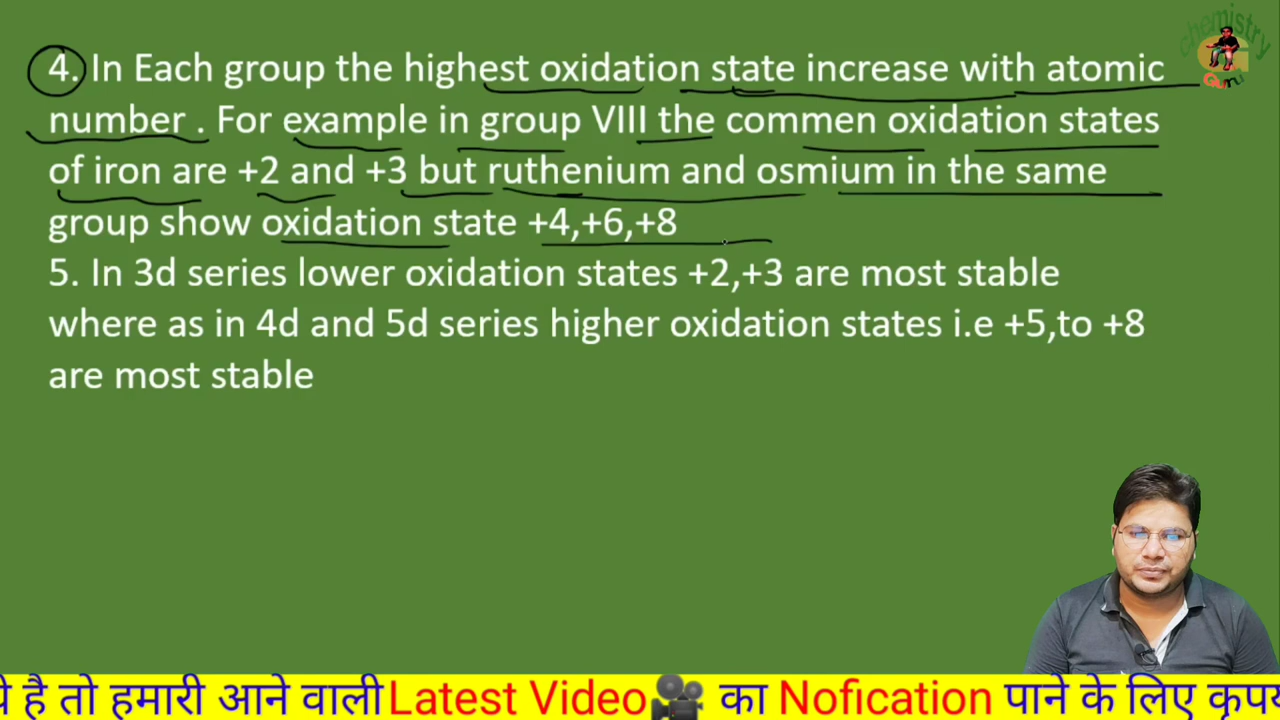 chemistry
G
Guru
4. In Each group the highest oxidation state increase with atomic
number . For example in group VIII the commen oxidation states
of iron are +2 and +3 but ruthenium and osmium in the same
group show oxidation state +4,+6,+8
5. In 3d series lower oxidation states +2,+3 are most stable
where as in 4d and 5d series higher oxidation states i.e +5,to +8
are most stable
है तो हमारी आने वाली Latest Video🎥 का Nofication पाने के लिए